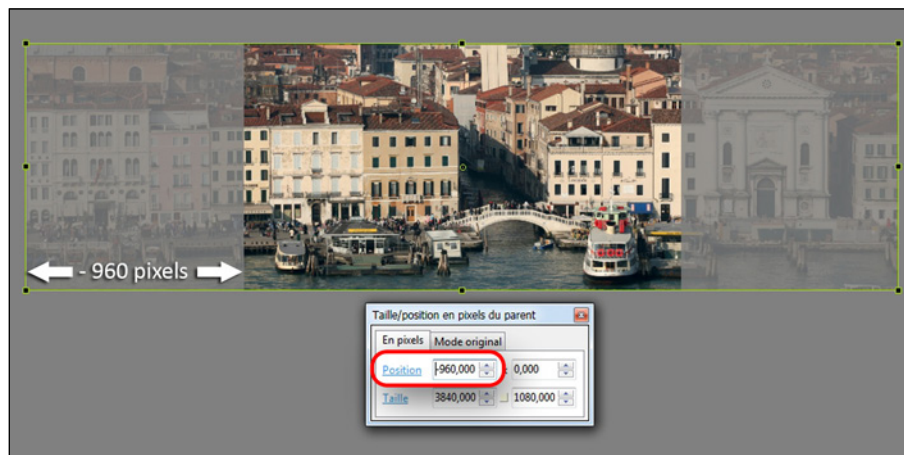 - 960 pixels
Taille/position en pixels du parent
En pixels Mode original
Position -960,000 x 0,000
Taille 3840,000 1080,000